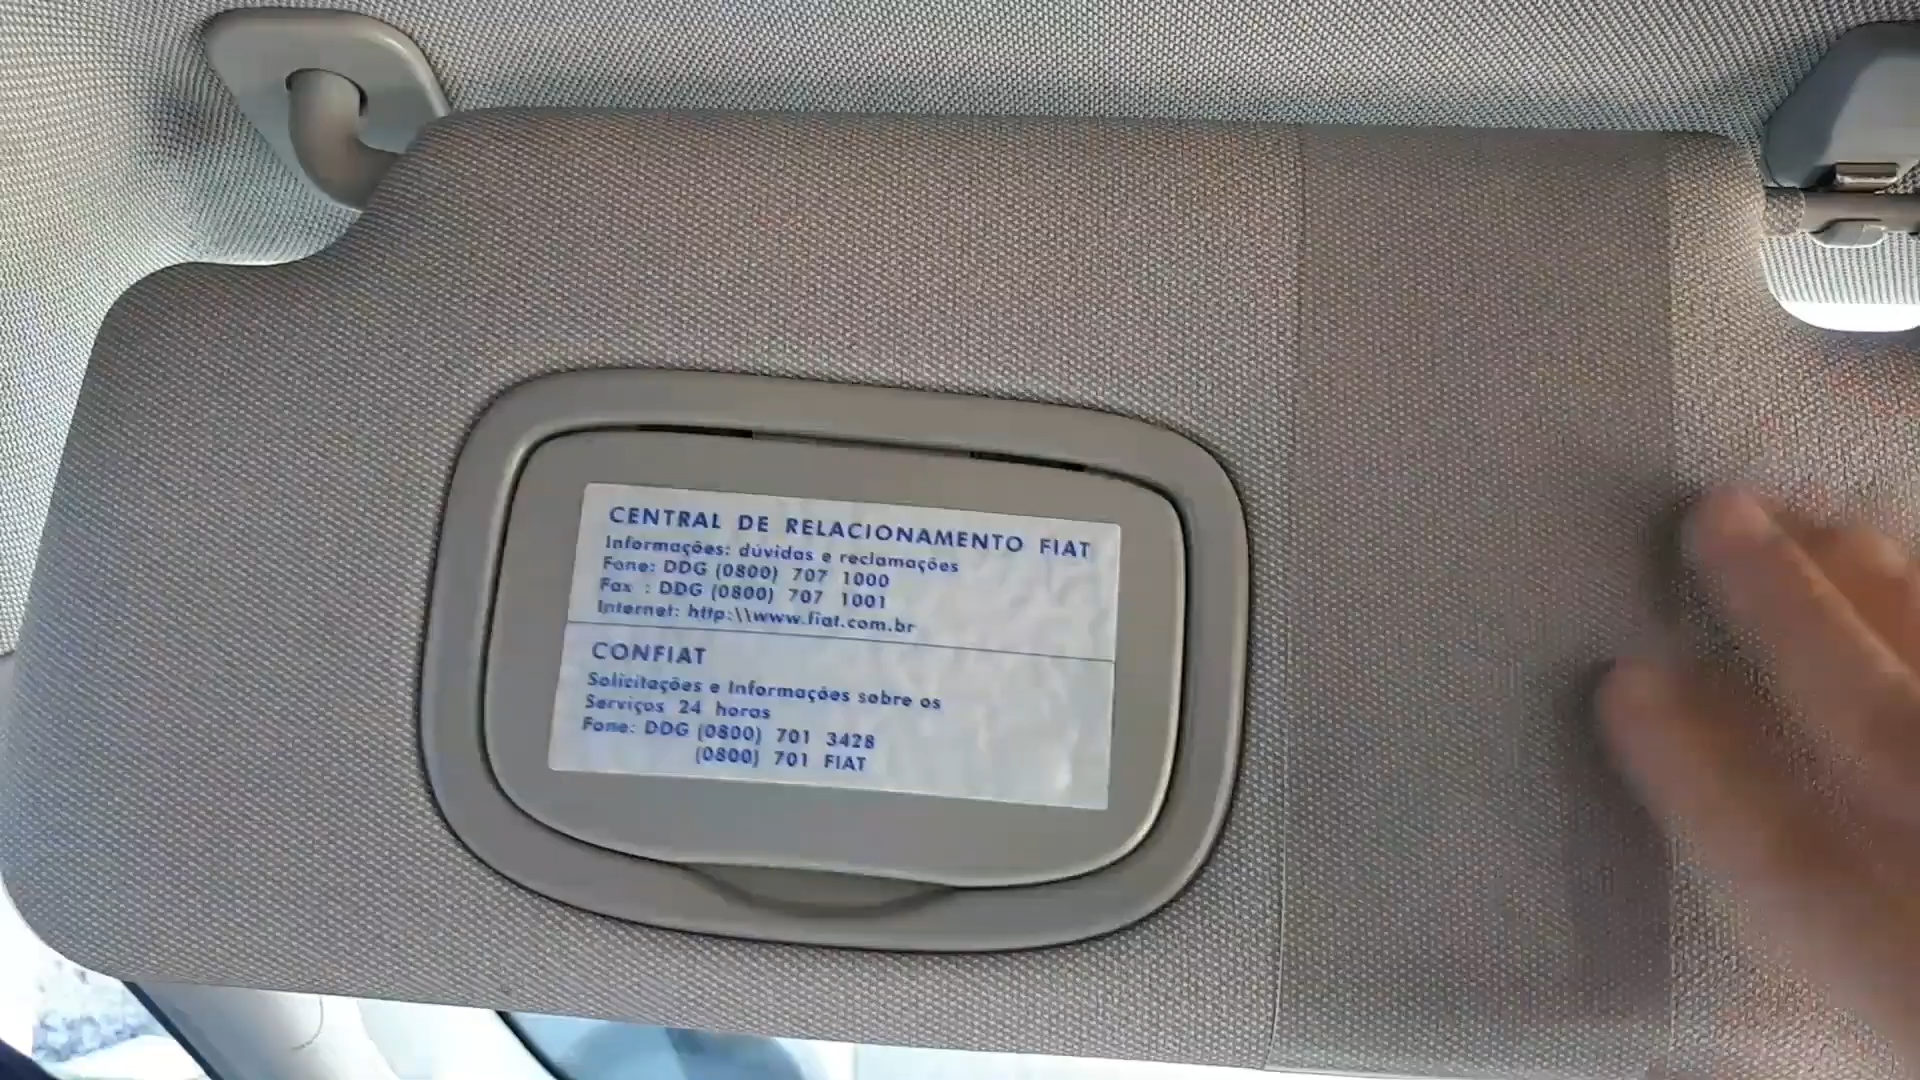 CENTRAL DE RELACIONAMENTO FIAT
Informações: dúvidas e reclamações
Fone: DDG (0800) 707 1000
Fax : DDG (0800) 707 1001
Internet: http:\\www.fiat.com.br
CONFIAT
Solicitações e Informações sobre os
Serviços 24 horas
Fone: DDG (0800) 701 3428
(0800) 701 FIAT